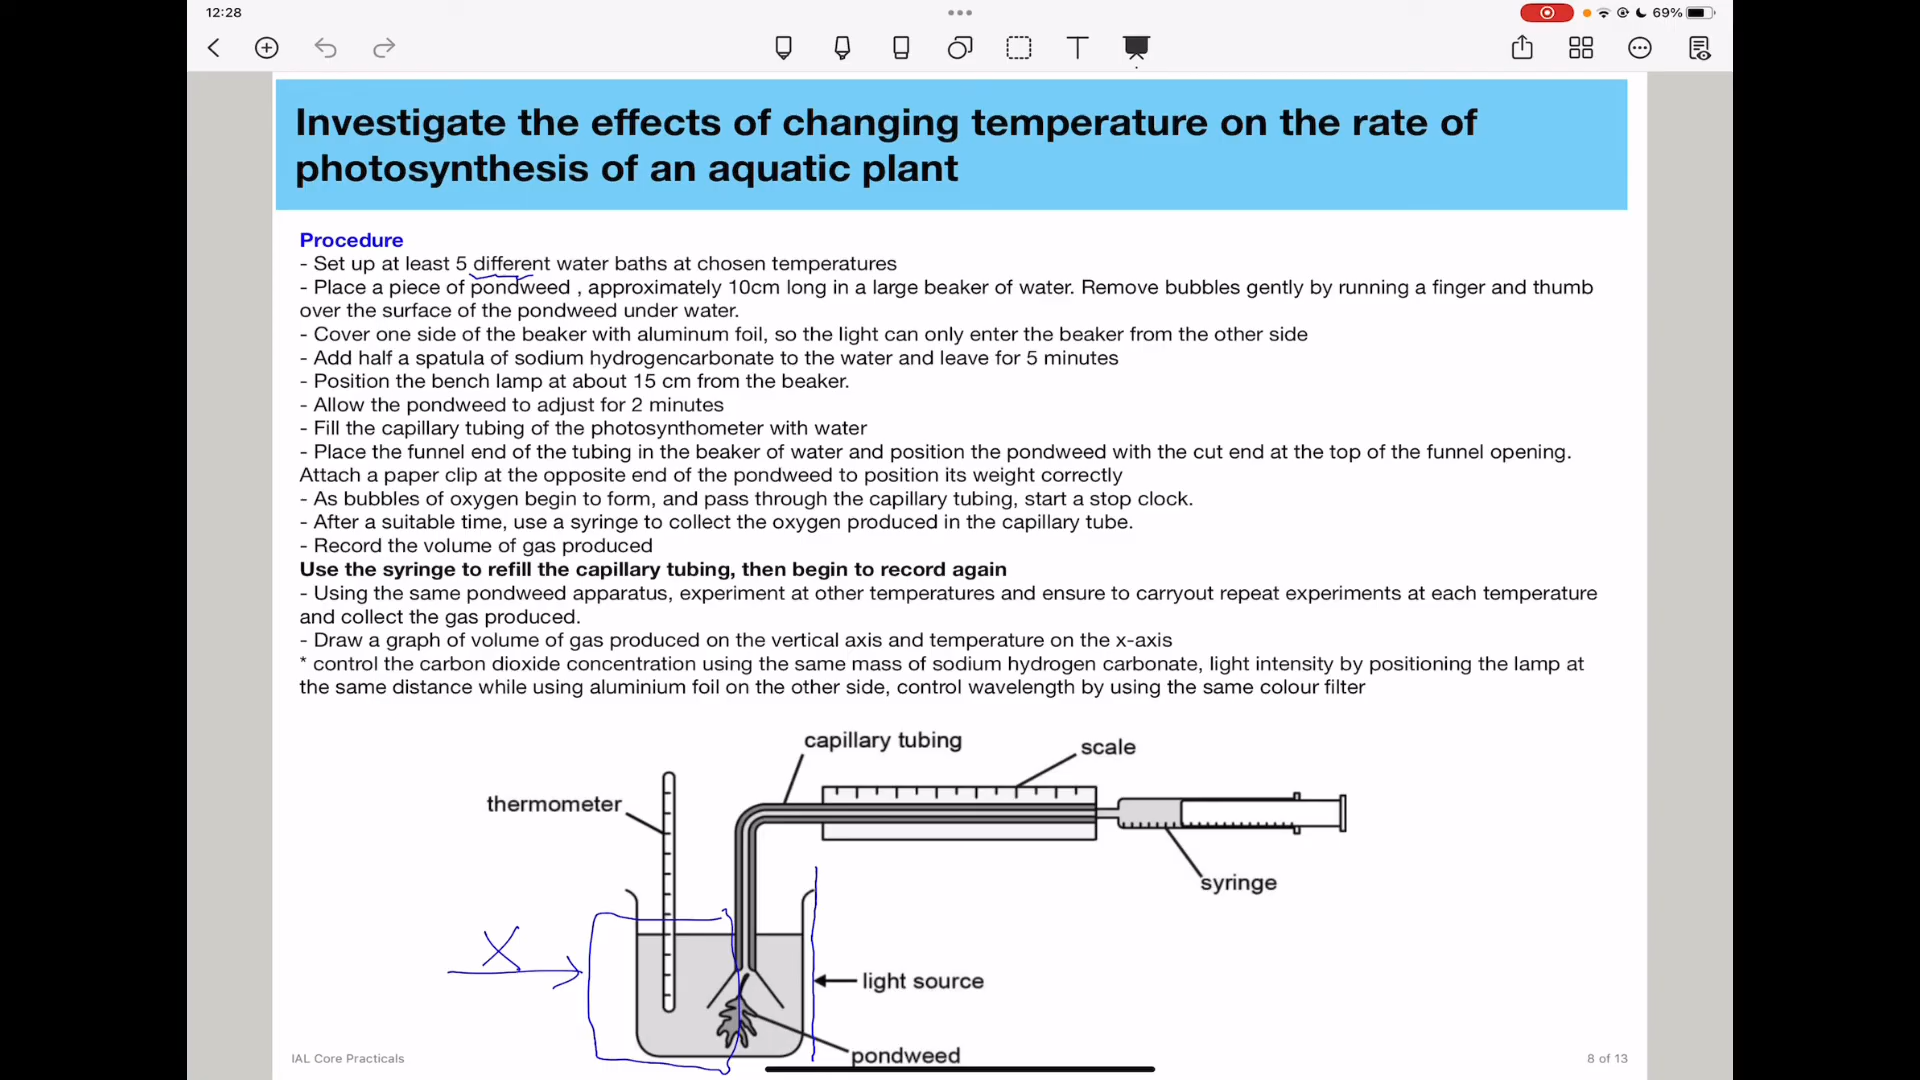 12:28
69%
Investigate the effects of changing temperature on the rate of
photosynthesis of an aquatic plant
Procedure
- Set up at least 5 different water baths at chosen temperatures
- Place a piece of pondweed , approximately 10cm long in a large beaker of water. Remove bubbles gently by running a finger and thumb
over the surface of the pondweed under water.
- Cover one side of the beaker with aluminum foil, so the light can only enter the beaker from the other side
- Add half a spatula of sodium hydrogencarbonate to the water and leave for 5 minutes
- Position the bench lamp at about 15 cm from the beaker.
- Allow the pondweed to adjust for 2 minutes
- Fill the capillary tubing of the photosynthometer with water
- Place the funnel end of the tubing in the beaker of water and position the pondweed with the cut end at the top of the funnel opening.
Attach a paper clip at the opposite end of the pondweed to position its weight correctly
- As bubbles of oxygen begin to form, and pass through the capillary tubing, start a stop clock.
- After a suitable time, use a syringe to collect the oxygen produced in the capillary tube.
- Record the volume of gas produced
Use the syringe to refill the capillary tubing, then begin to record again
- Using the same pondweed apparatus, experiment at other temperatures and ensure to carryout repeat experiments at each temperature
and collect the gas produced.
- Draw a graph of volume of gas produced on the vertical axis and temperature on the x-axis
* control the carbon dioxide concentration using the same mass of sodium hydrogen carbonate, light intensity by positioning the lamp at
the same distance while using aluminium foil on the other side, control wavelength by using the same colour filter
capillary tubing
scale
thermometer
syringe
X
light source
pondweed
IAL Core Practicals
8 of 13